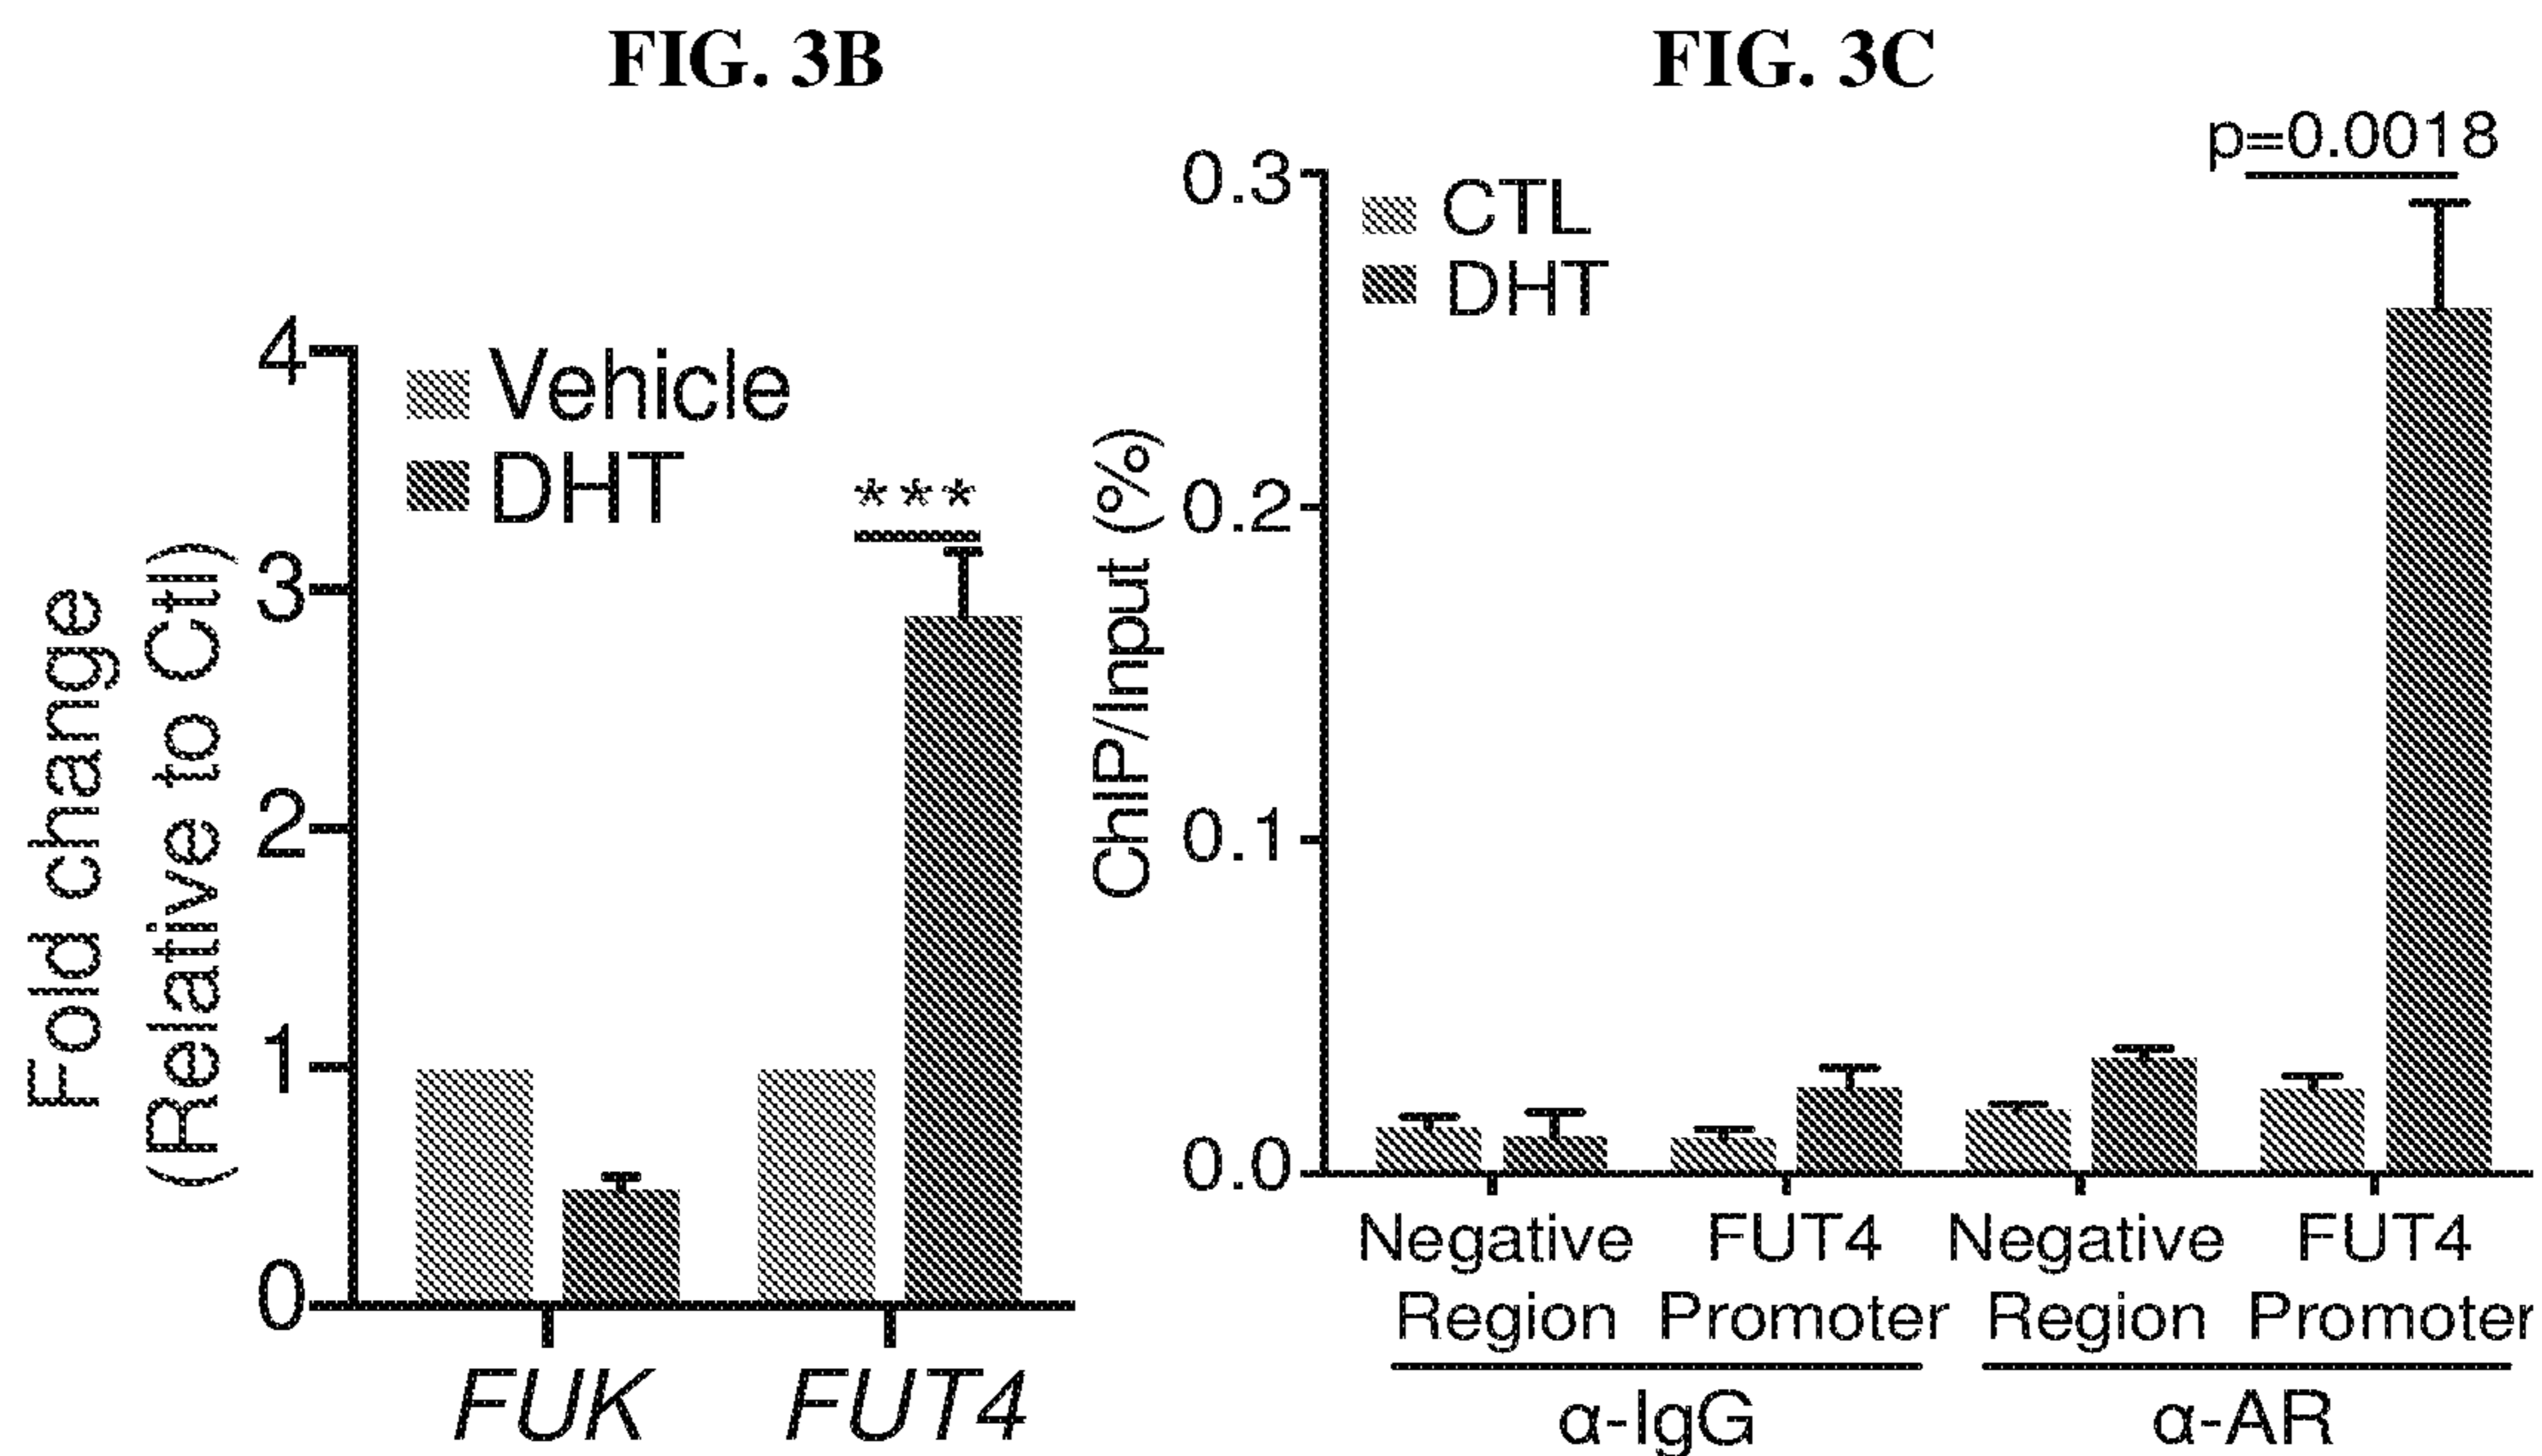 FIG. 3B
Fold change
(Relative to Ctl)
4
3
2
1
0
Vehicle
DHT
***
FUK
FUT4
FIG. 3C
p=0.0018
ChIP/Input (%)
0.3
0.2
0.1
0.0
CTL
DHT
Negative FUT4 Negative FUT4
Region Promoter Region Promoter
α-IgG α-AR